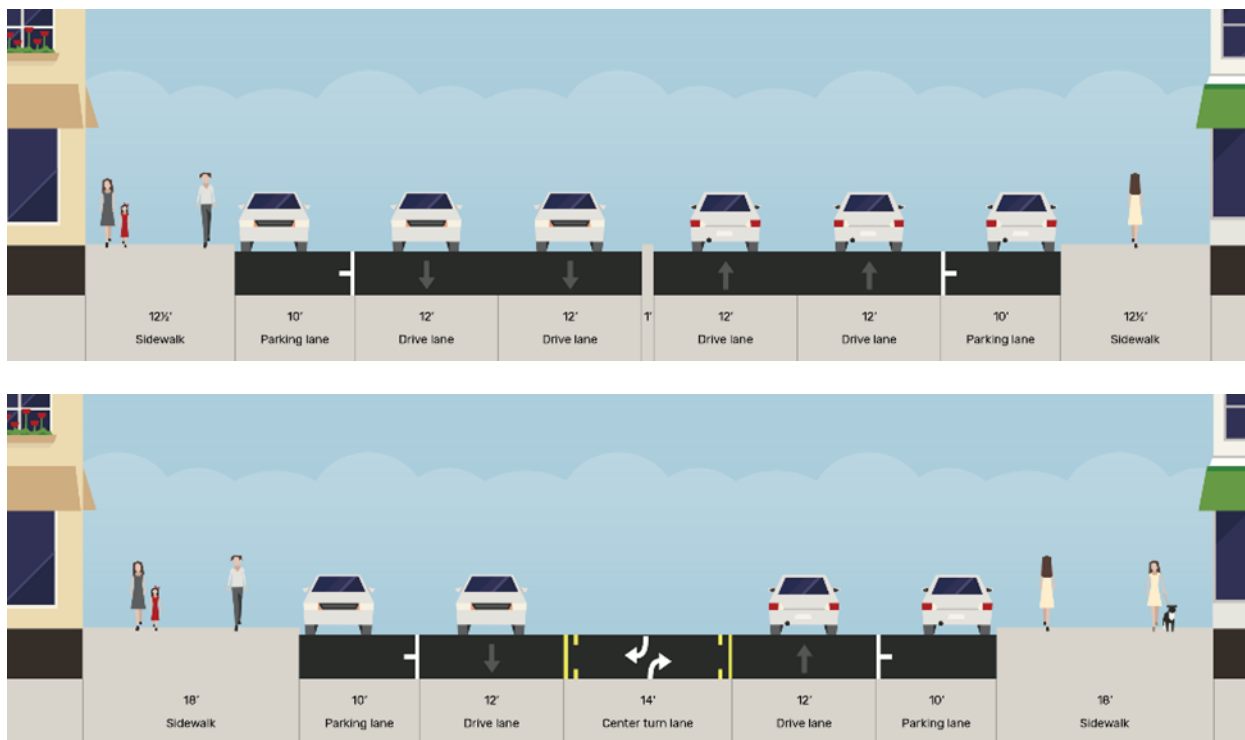 12½' 10' 12' 12' 1' 12' 12' 10' 12½'
Sidewalk Parking lane Drive lane Drive lane Drive lane Drive lane Parking lane Sidewalk
18' 10' 12' 14' 12' 10' 18'
Sidewalk Parking lane Drive lane Center turn lane Drive lane Parking lane Sidewalk